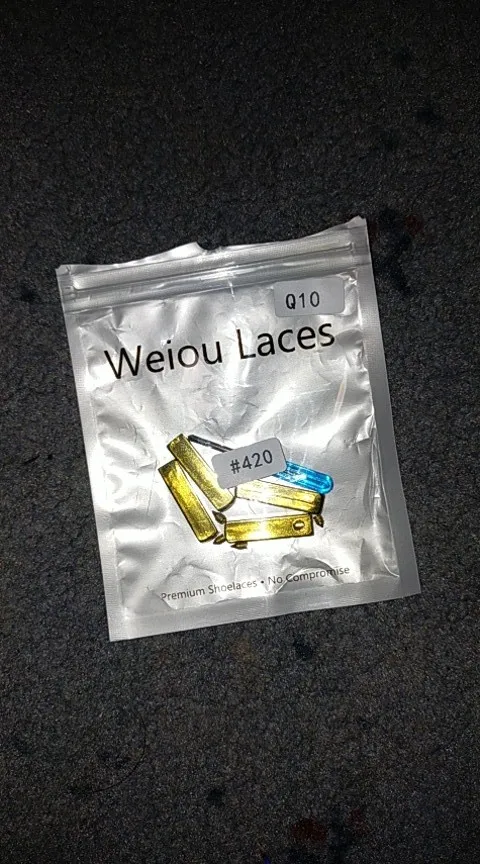 Q10
Weiou Laces
#420
Premium Shoelaces • No Compromise